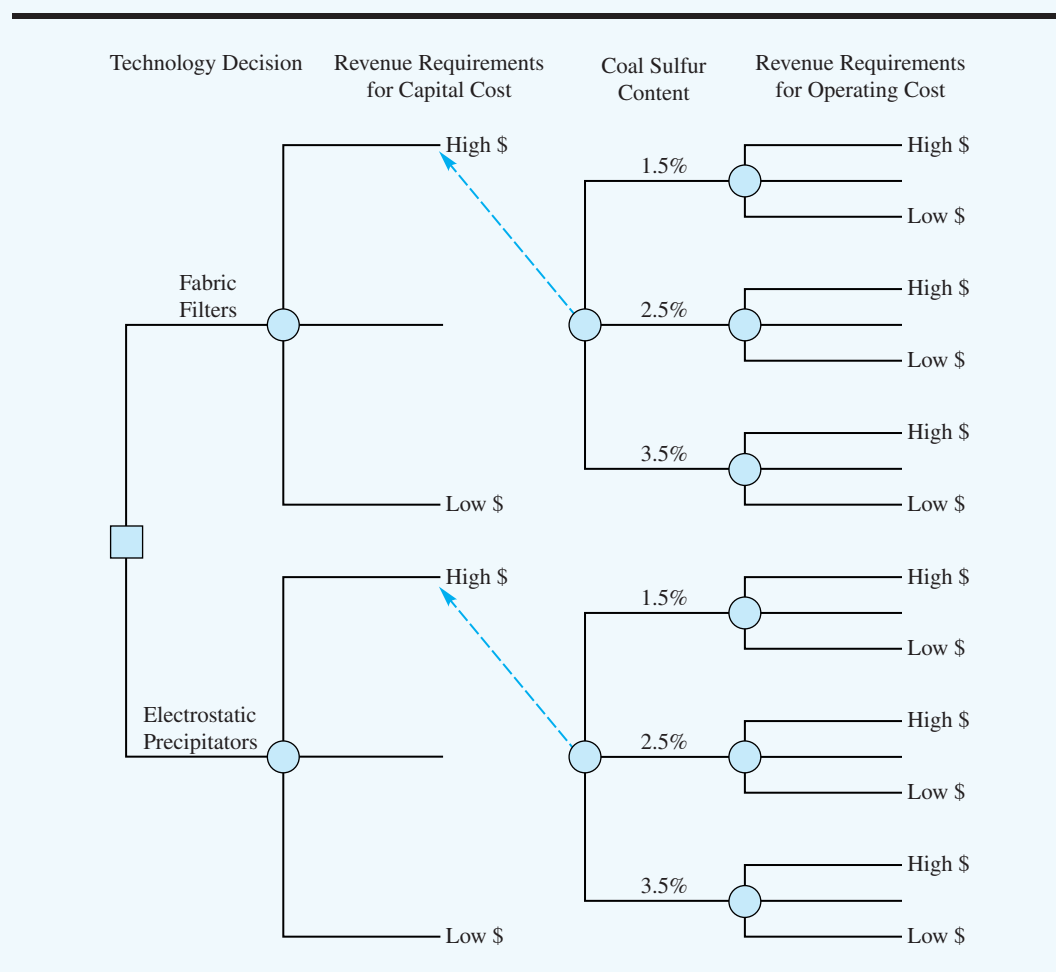 Technology Decision
Revenue Requirements
for Capital Cost
Coal Sulfur
Content
Revenue Requirements
for Operating Cost
High $
1.5%
High $
Low $
Fabric
Filters
2.5%
High $
Low $
3.5%
High $
Low $
Low $
High $
1.5%
High $
Low $
Electrostatic
Precipitators
2.5%
High $
Low $
3.5%
High $
Low $
Low $